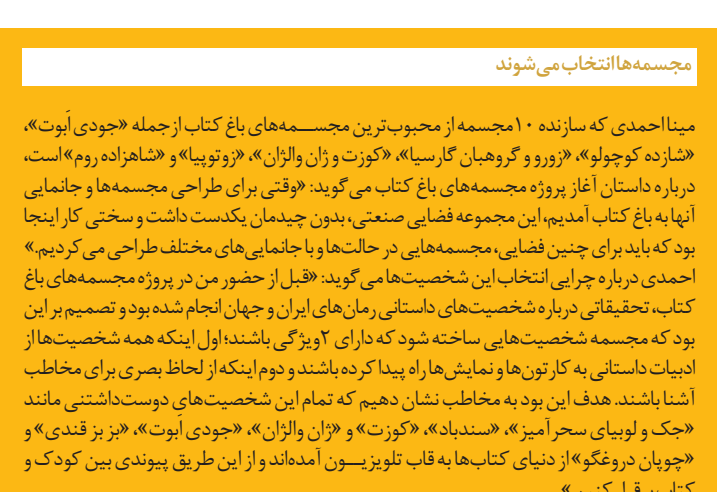 مجسمه‌ها انتخاب می‌شوند
مینا احمدی که سازنده ۱۰ مجسمه از محبوب‌ترین مجســـمه‌های باغ کتاب از جمله «جودی اَبوت»،
«شازده کوچولو»، «زورو و گروهبان گارسیا»، «کوزت و ژان والژان»، «زوتوپیا» و «شاهزاده روم» است،
درباره داستان آغاز پروژه مجسمه‌های باغ کتاب می‌گوید: «وقتی برای طراحی مجسمه‌ها و جانمایی
آنها به باغ کتاب آمدیم، این مجموعه فضایی صنعتی، بدون چیدمان یکدست داشت و سختی کار اینجا
بود که باید برای چنین فضایی، مجسمه‌هایی در حالت‌ها و با جانمایی‌های مختلف طراحی می‌کردیم.»
احمدی درباره چرایی انتخاب این شخصیت‌ها می‌گوید: «قبل از حضور من در پروژه مجسمه‌های باغ
کتاب، تحقیقاتی درباره شخصیت‌های داستانی رمان‌های ایران و جهان انجام شده بود و تصمیم بر این
بود که مجسمه شخصیت‌هایی ساخته شود که دارای ۲ویژگی باشند؛ اول اینکه همه شخصیت‌ها از
ادبیات داستانی به کارتون‌ها و نمایش‌ها راه پیدا کرده باشند و دوم اینکه از لحاظ بصری برای مخاطب
آشنا باشند. هدف این بود به مخاطب نشان دهیم که تمام این شخصیت‌های دوست‌داشتنی مانند
«جک و لوبیای سحرآمیز»، «سندباد»، «کوزت» و «ژان والژان»، «جودی اَبوت»، «بز بز قندی» و
«چوپان دروغگو» از دنیای کتاب‌ها به قاب تلویزیـــون آمده‌اند و از این طریق پیوندی بین کودک و